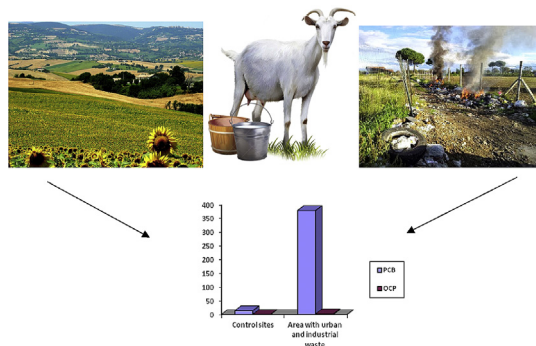 400
350
300
250
200
150
100
50
0
Control sites
Area with urban
and industrial
waste
PCB
OCP